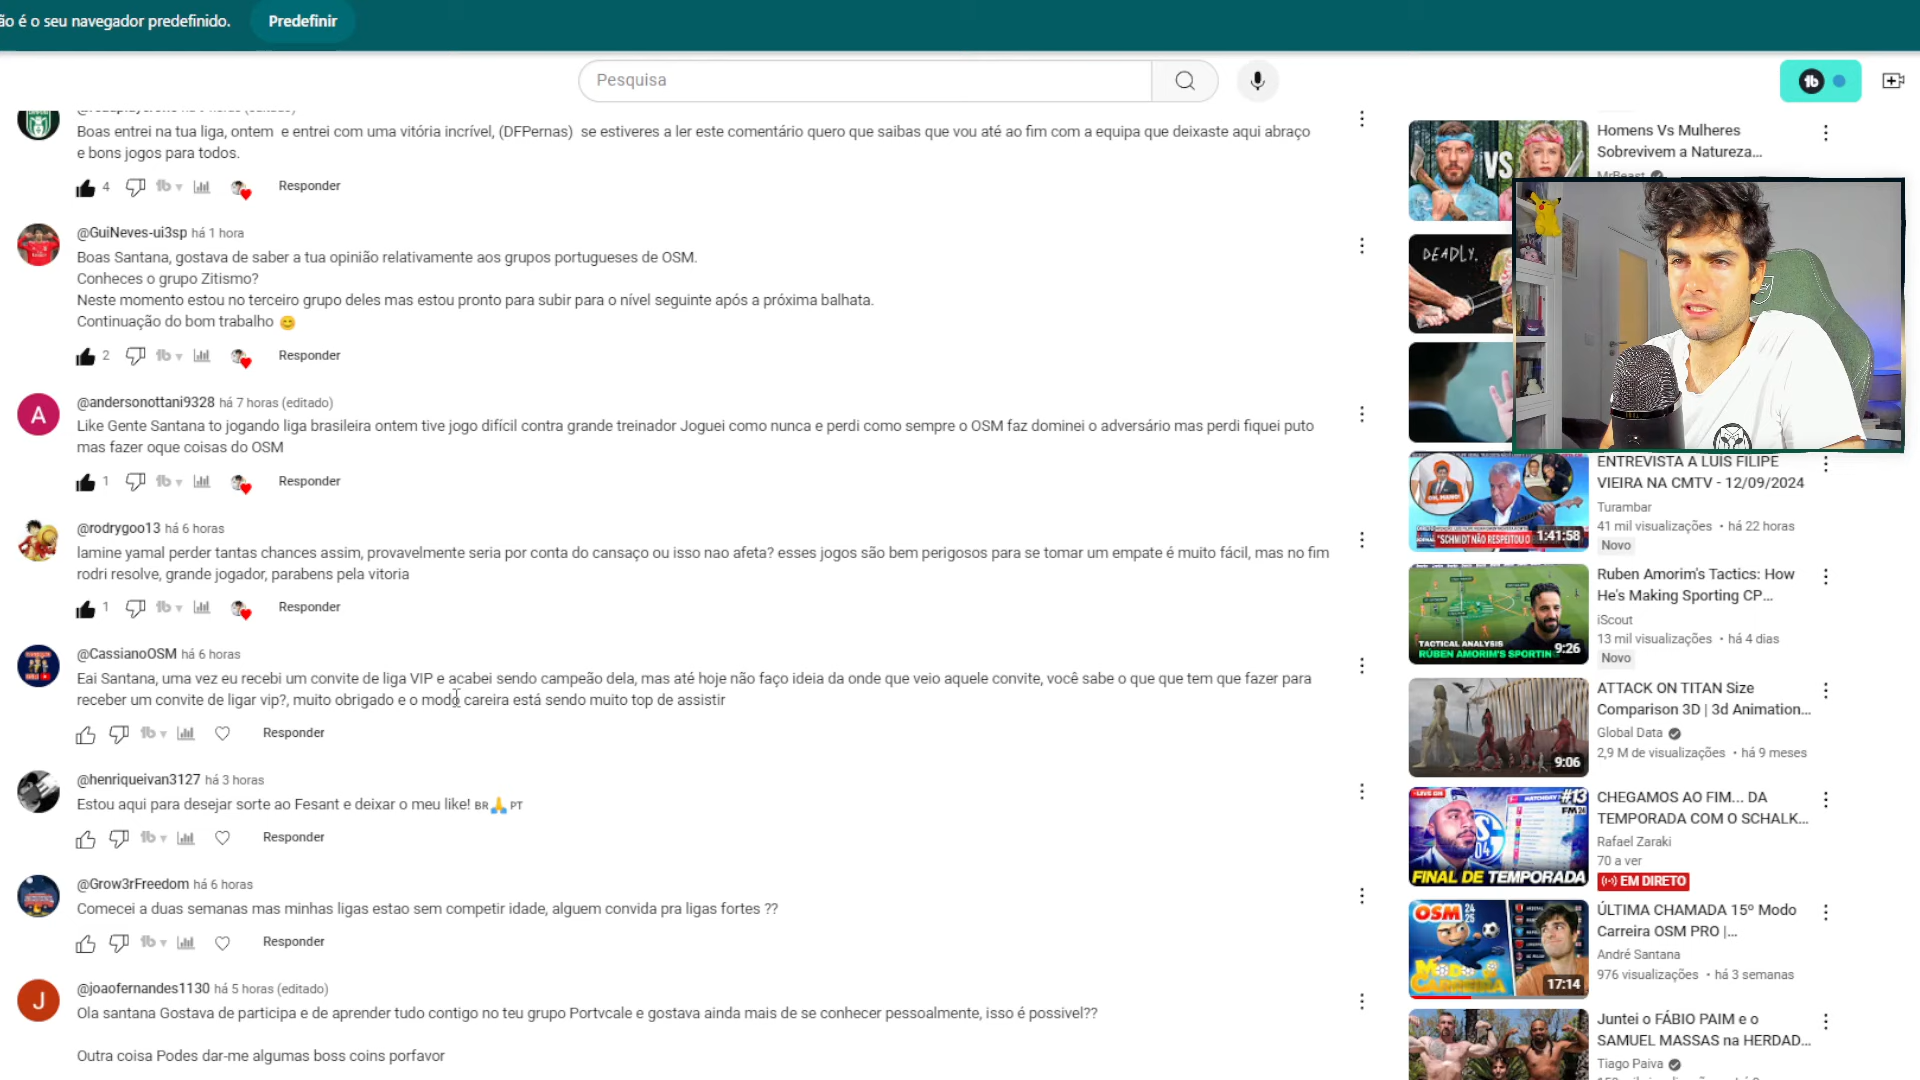 ão é o seu navegador predefinido.
Predefinir
Pesquisa
Boas entrei na tua liga, ontem e entrei com uma vitória incrível, (DFPernas) se estiveres a ler este comentário quero que saibas que vou até ao fim com a equipa que deixaste aqui abraço
e bons jogos para todos.
4
Responder
@GuiNeves-ui3sp há 1 hora
Boas Santana, gostava de saber a tua opinião relativamente aos grupos portugueses de OSM.
Conheces o grupo Zitismo?
Neste momento estou no terceiro grupo deles mas estou pronto para subir para o nível seguinte após a próxima balhata.
Continuação do bom trabalho 😊
2
Responder
A
@andersonottani9328 há 7 horas (editado)
Like Gente Santana to jogando liga brasileira ontem tive jogo difícil contra grande treinador Joguei como nunca e perdi como sempre o OSM faz dominei o adversário mas perdi fiquei puto
mas fazer oque coisas do OSM
1
Responder
@rodrygoo13 há 6 horas
lamine yamal perder tantas chances assim, provavelmente seria por conta do cansaço ou isso nao afeta? esses jogos são bem perigosos para se tomar um empate é muito fácil, mas no fim
rodri resolve, grande jogador, parabens pela vitoria
1
Responder
@CassianoOSM há 6 horas
Eai Santana, uma vez eu recebi um convite de liga VIP e acabei sendo campeão dela, mas até hoje não faço ideia da onde que veio aquele convite, você sabe o que que tem que fazer para
receber um convite de ligar vip?, muito obrigado e o modo careira está sendo muito top de assistir
Responder
@henriqueivan3127 há 3 horas
Estou aqui para desejar sorte ao Fesant e deixar o meu like! BR🙏PT
Responder
@Grow3rFreedom há 6 horas
Comecei a duas semanas mas minhas ligas estao sem competir idade, alguem convida pra ligas fortes ??
Responder
J
@joaofernandes1130 há 5 horas (editado)
Ola santana Gostava de participa e de aprender tudo contigo no teu grupo Portvcale e gostava ainda mais de se conhecer pessoalmente, isso é possivel??
Outra coisa Podes dar-me algumas boss coins porfavor
VS
Homens Vs Mulheres
Sobrevivem a Natureza...
MrBeast
DEADLY.
"SCHMIDT NÃO RESPEITOU O
1:41:58
ENTREVISTA A LUIS FILIPE
VIEIRA NA CMTV - 12/09/2024
Turambar
41 mil visualizações • há 22 horas
Novo
TACTICAL ANALYSIS
RÚBEN AMORIM'S SPORTIN
9:26
Ruben Amorim's Tactics: How
He's Making Sporting CP...
iScout
13 mil visualizações • há 4 dias
Novo
9:06
ATTACK ON TITAN Size
Comparison 3D | 3d Animation...
Global Data
2,9 M de visualizações • há 9 meses
#13
FM24
FINAL DE TEMPORADA
CHEGAMOS AO FIM... DA
TEMPORADA COM O SCHALK...
Rafael Zaraki
70 a ver
EM DIRETO
OSM 24
25
MODO
CARREIRA
17:14
ÚLTIMA CHAMADA 15º Modo
Carreira OSM PRO |...
André Santana
976 visualizações • há 3 semanas
Juntei o FÁBIO PAIM e o
SAMUEL MASSAS na HERDAD...
Tiago Paiva